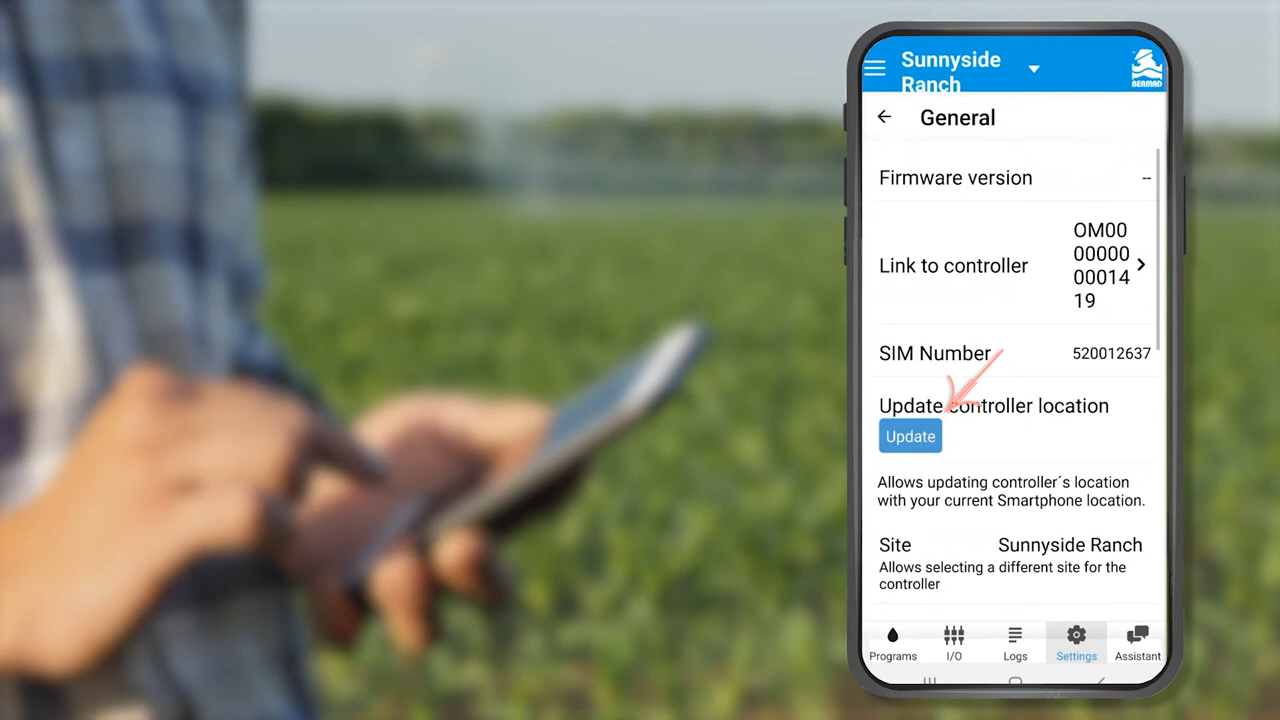 Sunnyside
Ranch
BERMAD
General
Firmware version --
Link to controller
OM00
00000
00014
19
SIM Number 520012637
Update controller location
Update
Allows updating controller´s location
with your current Smartphone location.
Site Sunnyside Ranch
Allows selecting a different site for the
controller
Programs I/O Logs Settings Assistant